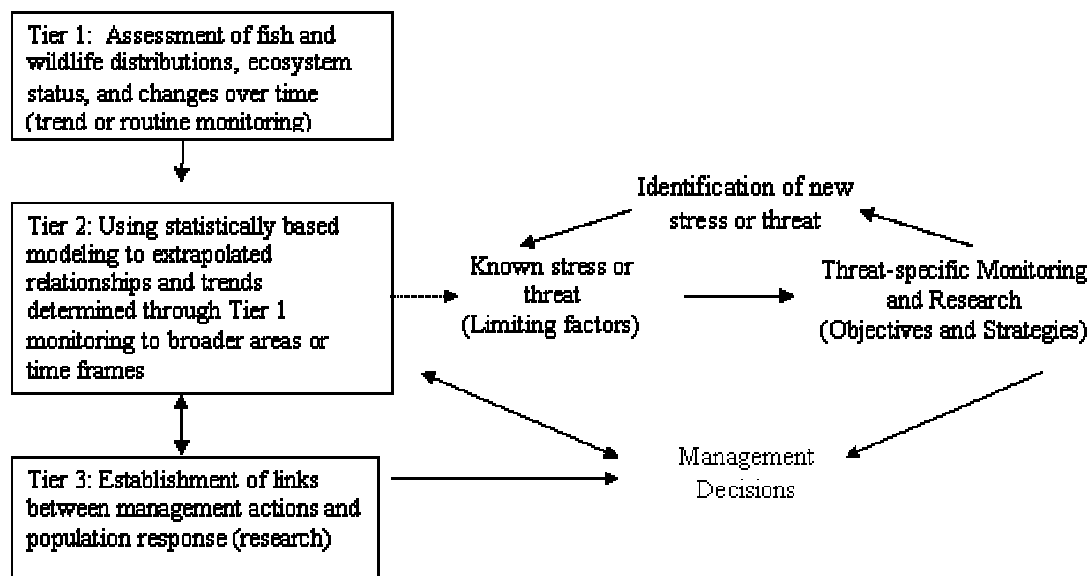 Tier 1:  Assessment of fish and
wildlife distributions, ecosystem
status, and changes over time
(trend or routine monitoring)
Tier 2: Using statistically based
modeling to extrapolated
relationships and trends
determined through Tier 1
monitoring to broader areas or
time frames
Tier 3: Establishment of links
between management actions and
population response (research)
Identification of new
stress or threat
Known stress or
threat
(Limiting factors)
Threat-specific Monitoring
and Research
(Objectives and Strategies)
Management
Decisions